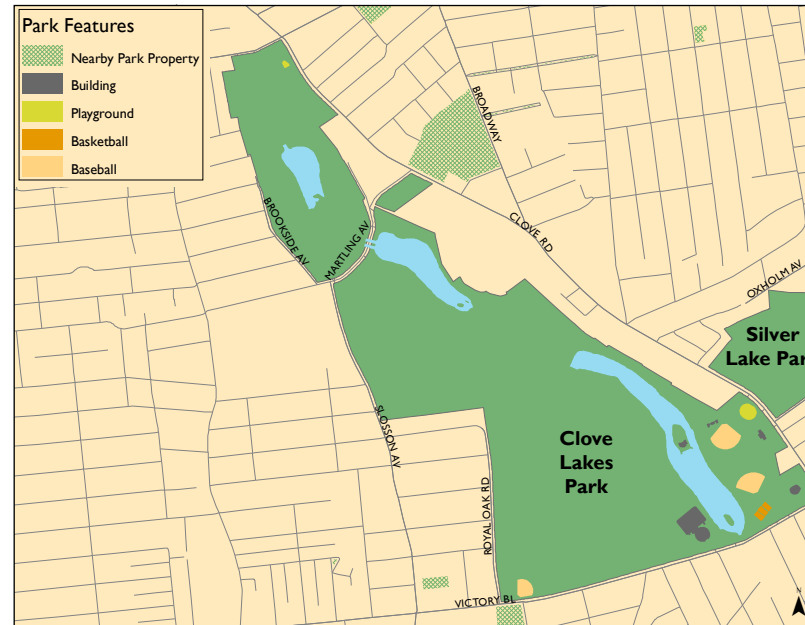 Park Features
Nearby Park Property
Building
Playground
Basketball
Baseball
BROADWAY
BROOKSIDE AV
MARTLING AV
CLOVE RD
OXHOLM AV
Silver
Lake Par
SLOSSON AV
Clove
Lakes
Park
ROYAL OAK RD
VICTORY BL
N